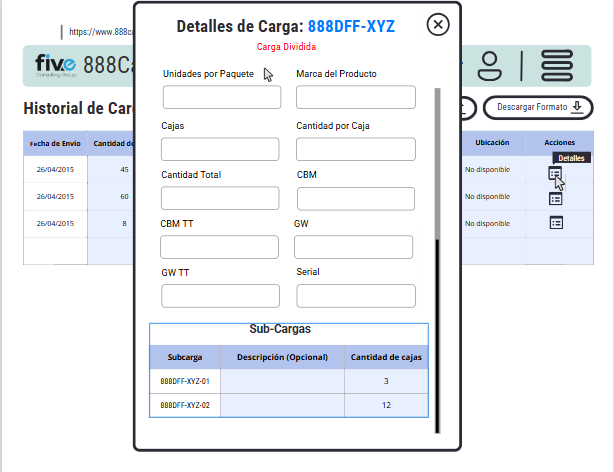 Detalles de Carga: 888DFF-XYZ
Carga Dividida
https://www.888ca
five
Consulting Group
888Ca
Historial de Car
Descargar Formato
Unidades por Paquete
Marca del Producto
Cajas
Cantidad por Caja
Cantidad Total
CBM
CBM TT
GW
GW TT
Serial
Fecha de Envio
Cantidad de
Ubicación
Acciones
Detalles
26/04/2015
45
No disponible
26/04/2015
60
No disponible
26/04/2015
8
No disponible
Sub-Cargas
Subcarga
Descripción (Opcional)
Cantidad de cajas
888DFF-XYZ-01
3
888DFF-XYZ-02
12